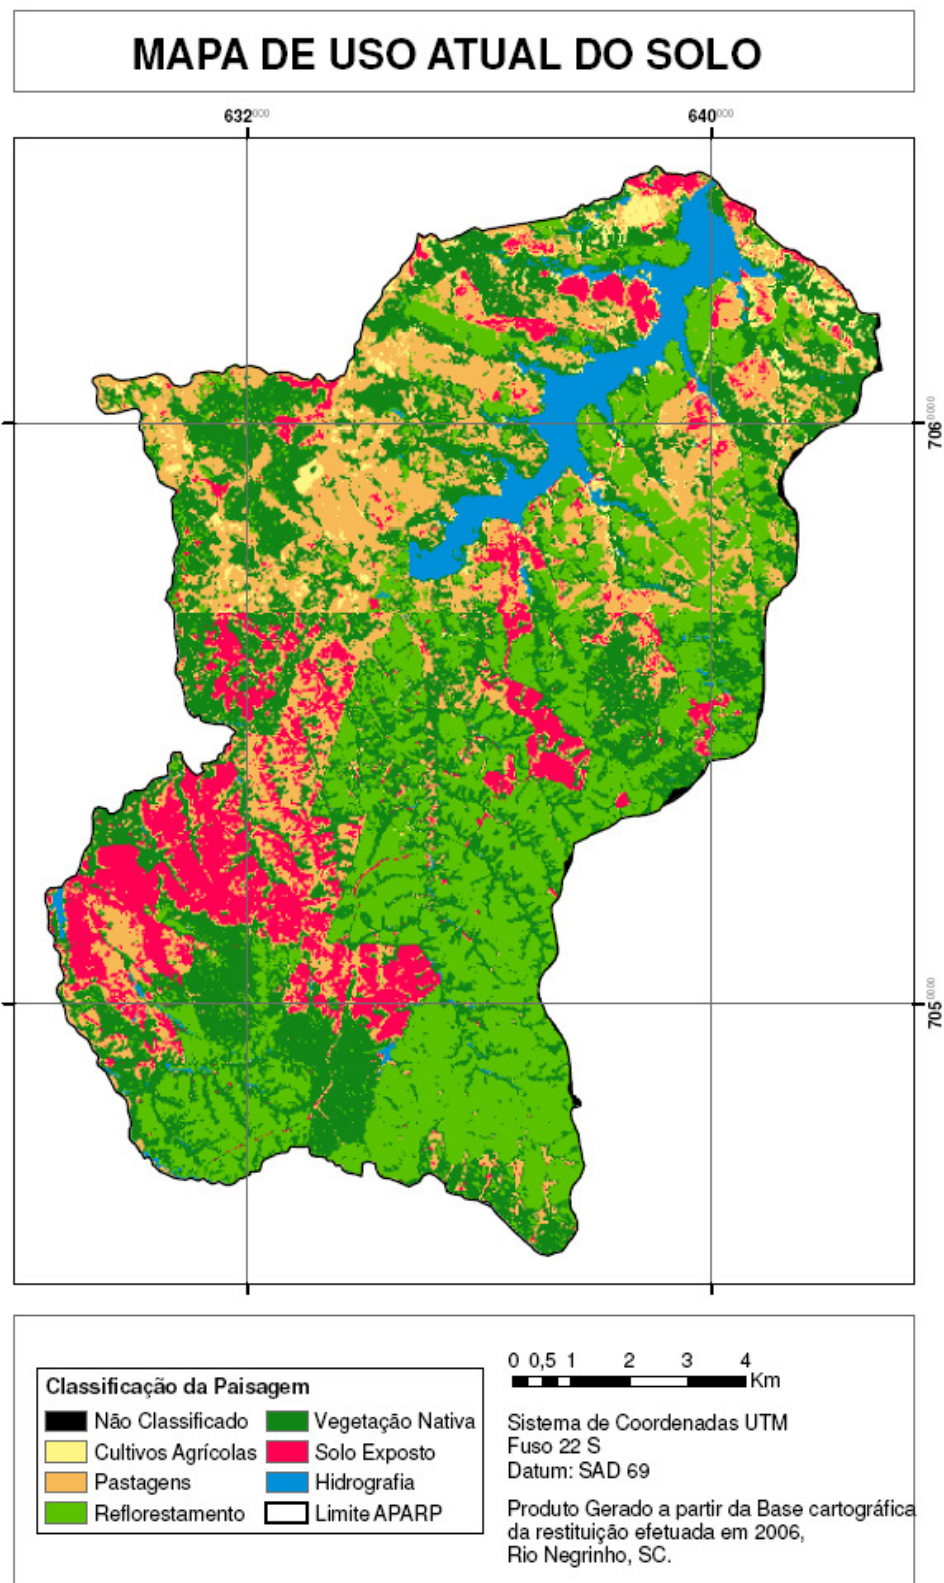 MAPA DE USO ATUAL DO SOLO
632000
640000
7060000
7050000
Classificação da Paisagem
Não Classificado
Vegetação Nativa
Cultivos Agrícolas
Solo Exposto
Pastagens
Hidrografia
Reflorestamento
Limite APARP
0 0,5 1 2 3 4
Km
Sistema de Coordenadas UTM
Fuso 22 S
Datum: SAD 69
Produto Gerado a partir da Base cartográfica
da restituição efetuada em 2006,
Rio Negrinho, SC.